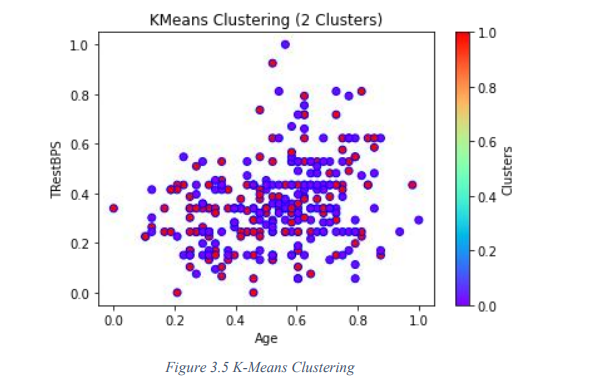 KMeans Clustering (2 Clusters)
1.0
0.8
0.6
0.4
0.2
0.0
TRestBPS
0.0 0.2 0.4 0.6 0.8 1.0
Age
1.0
0.8
0.6
0.4
0.2
0.0
Clusters
Figure 3.5 K-Means Clustering